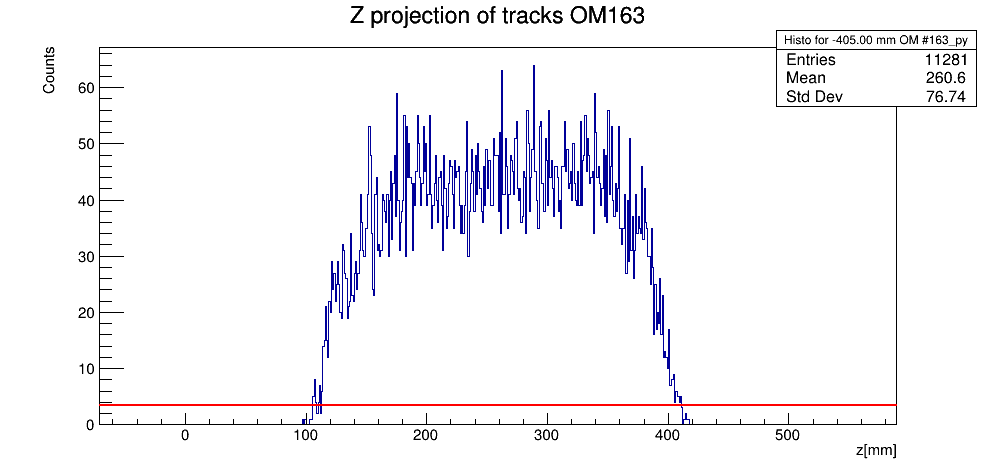 Z projection of tracks OM163
Histo for -405.00 mm OM #163_py
Entries 11281
Mean 260.6
Std Dev 76.74
Counts
60
50
40
30
20
10
0
0 100 200 300 400 500
z[mm]